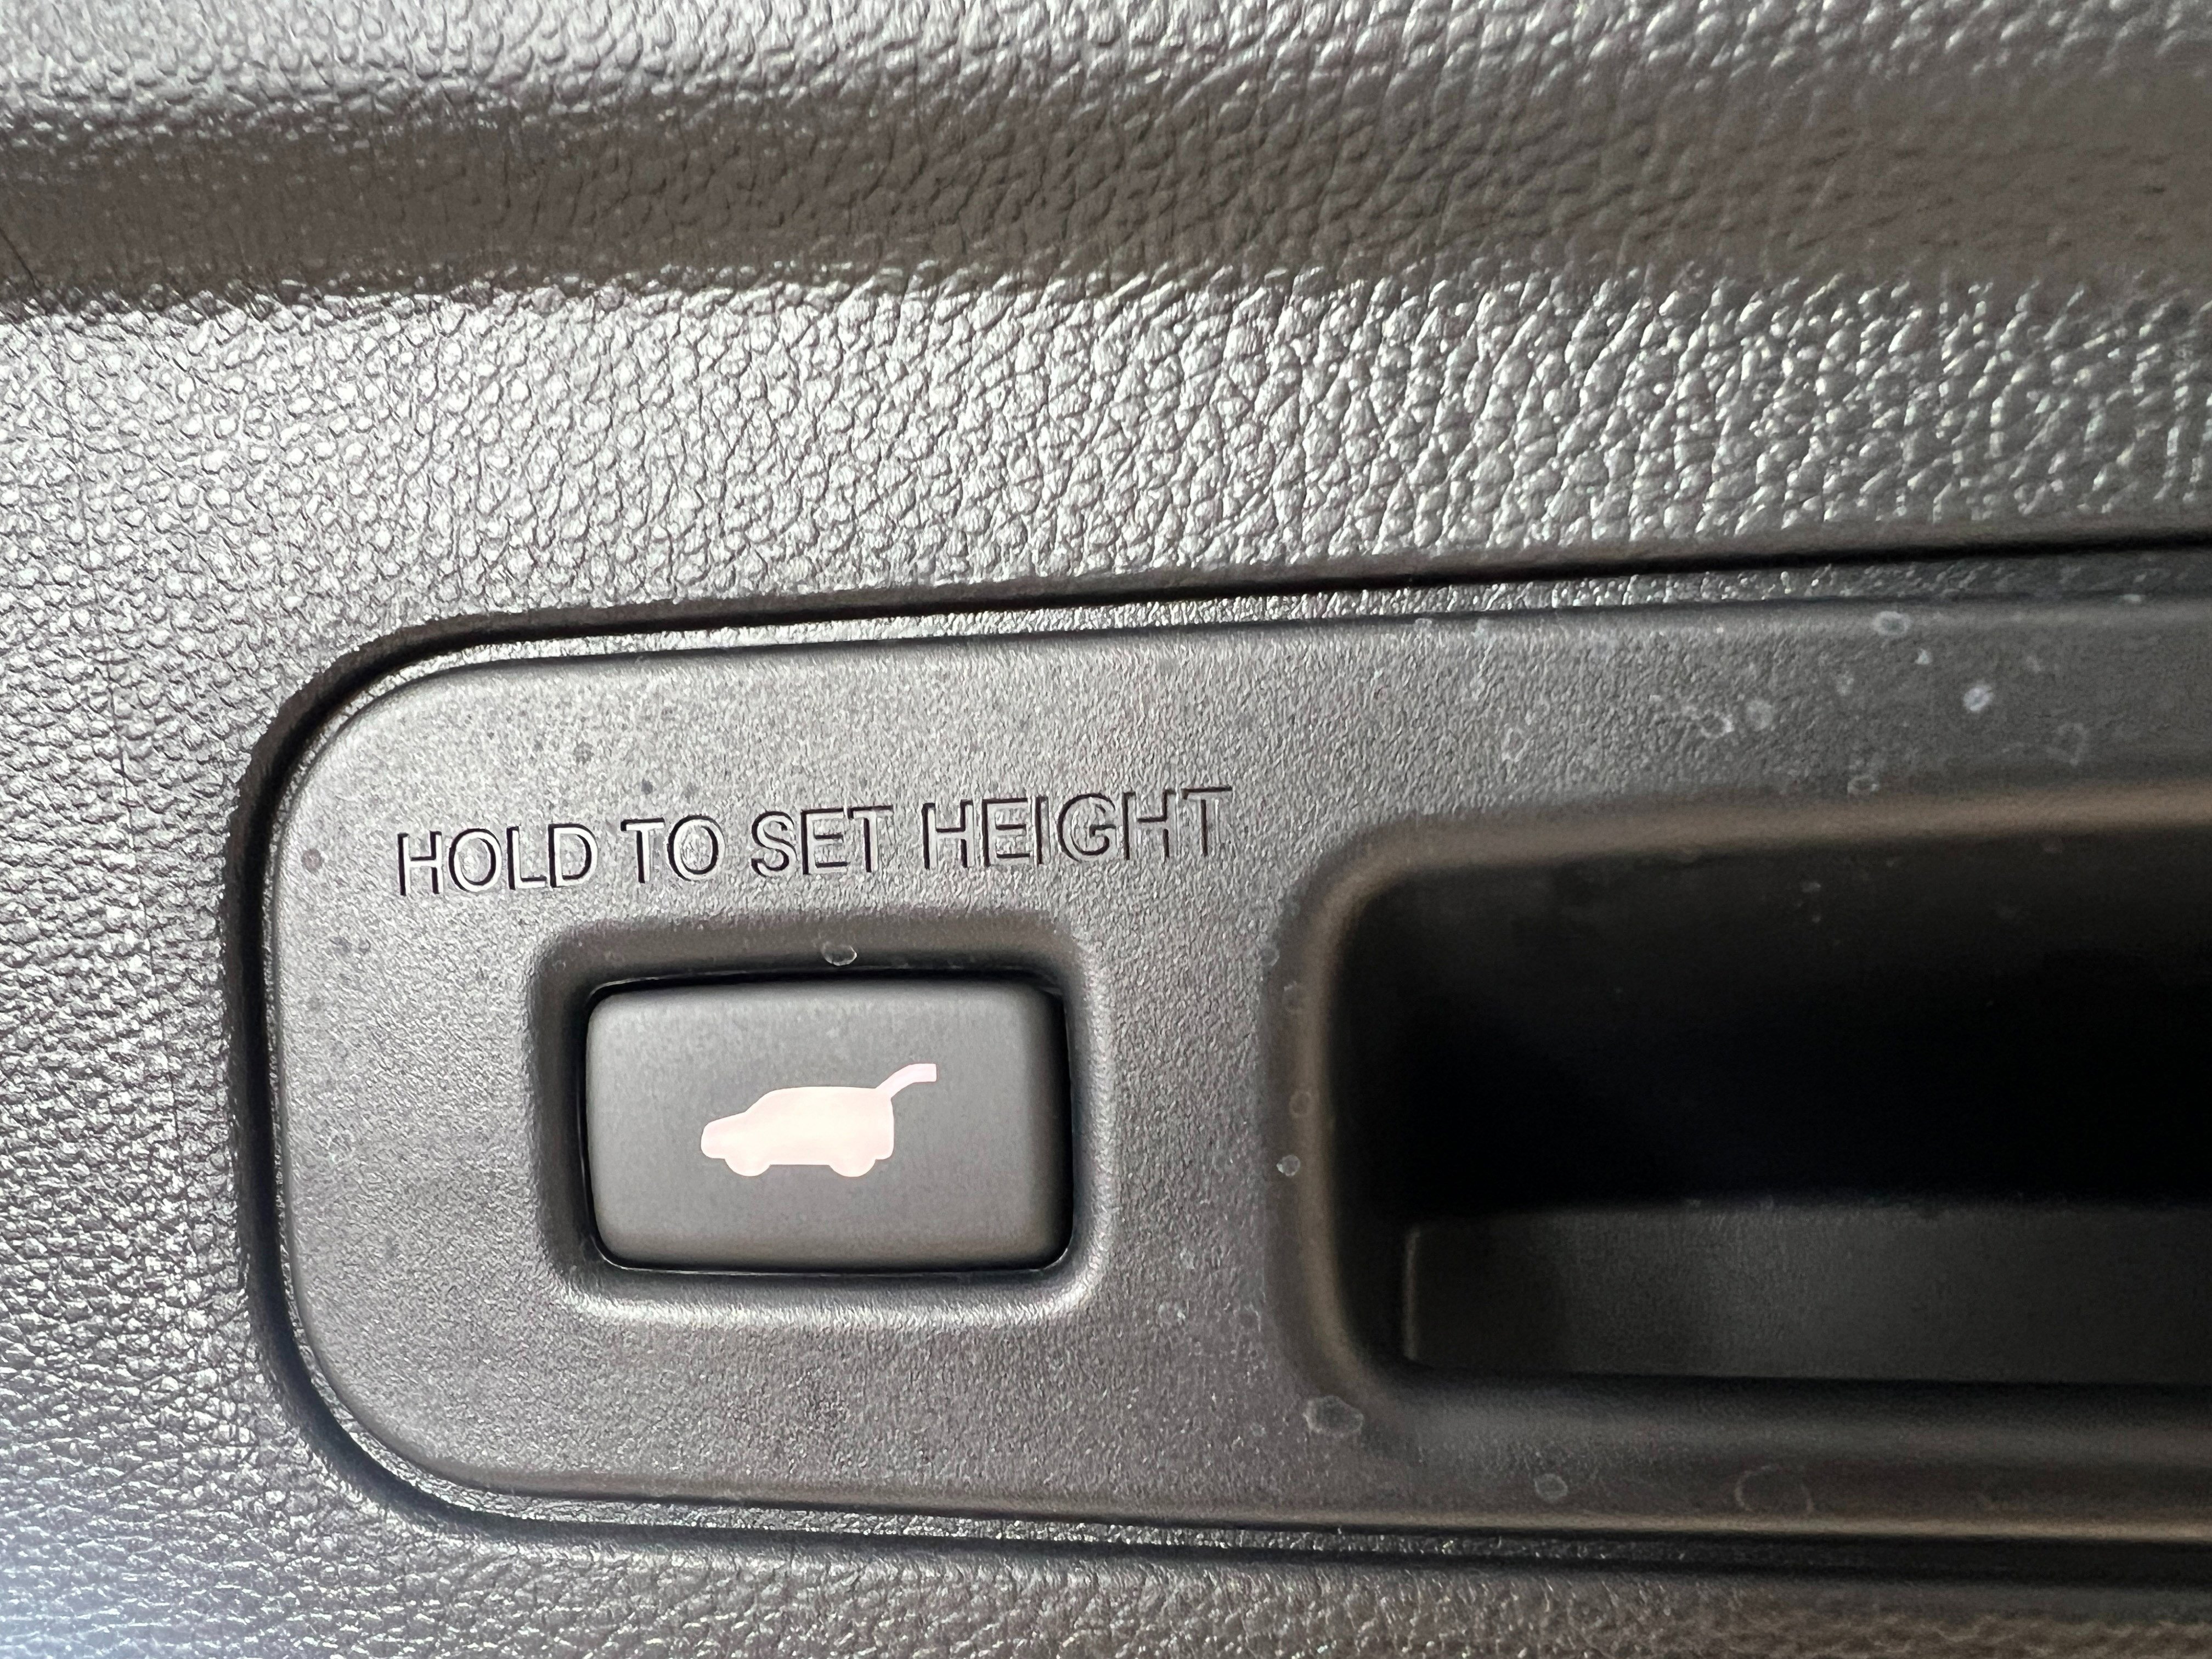 HOLD TO SET HEIGHT